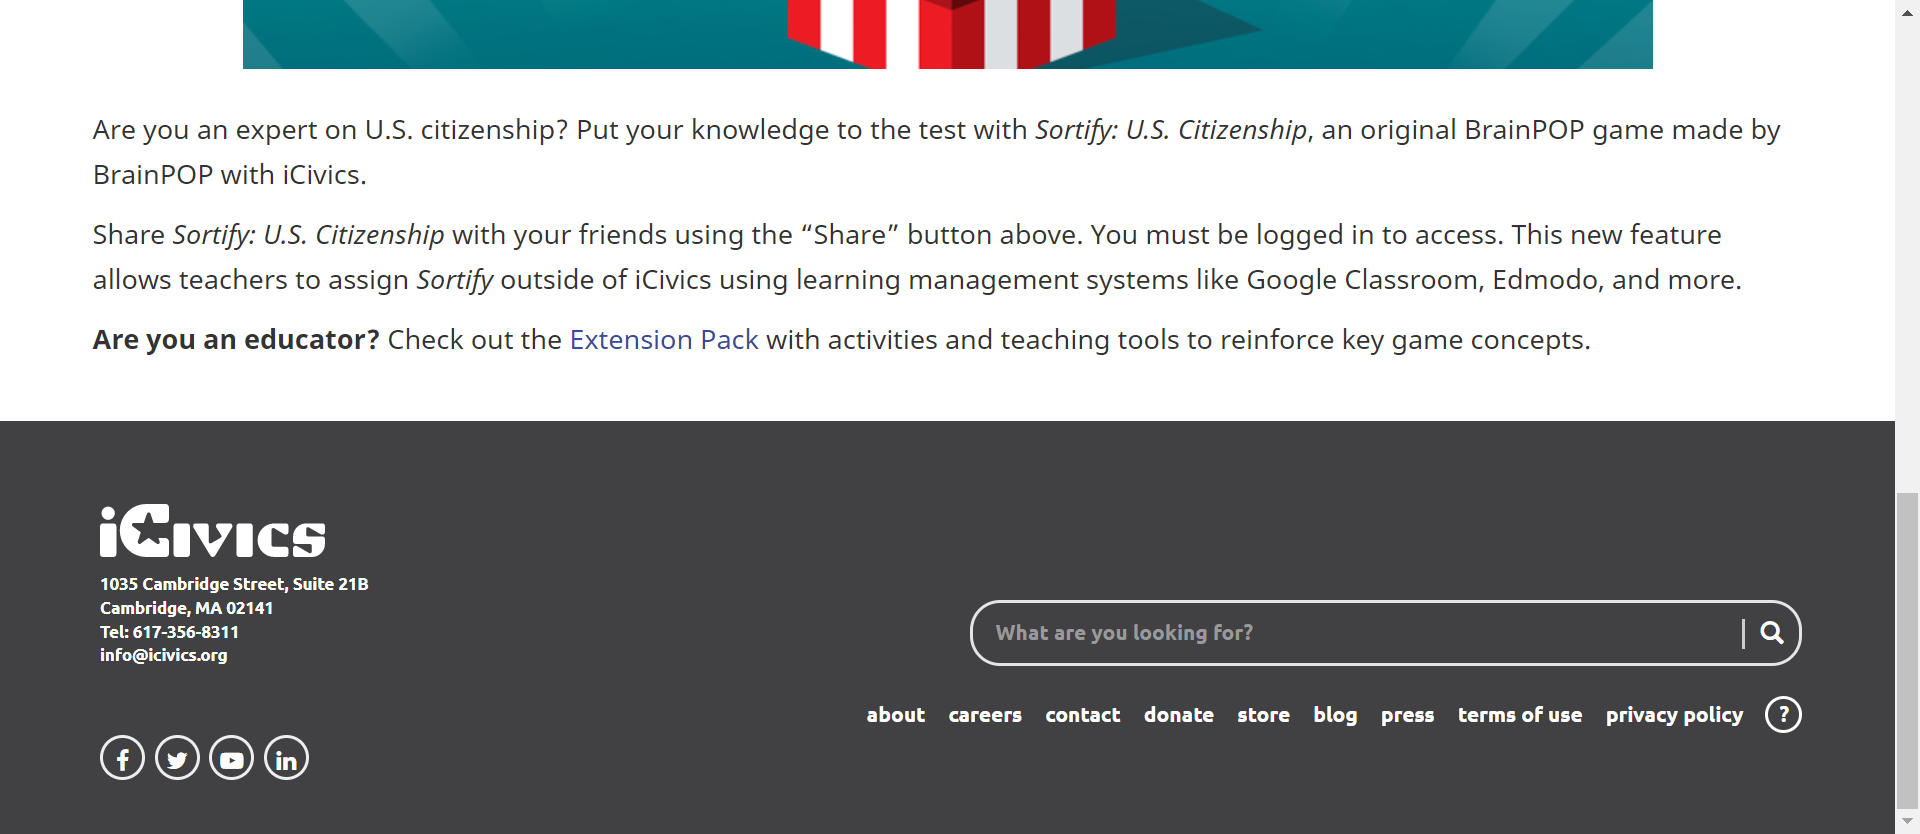 Are you an expert on U.S. citizenship? Put your knowledge to the test with Sortify: U.S. Citizenship, an original BrainPOP game made by
BrainPOP with iCivics.
Share Sortify: U.S. Citizenship with your friends using the “Share” button above. You must be logged in to access. This new feature
allows teachers to assign Sortify outside of iCivics using learning management systems like Google Classroom, Edmodo, and more.
Are you an educator? Check out the Extension Pack with activities and teaching tools to reinforce key game concepts.
iCivics
1035 Cambridge Street, Suite 21B
Cambridge, MA 02141
Tel: 617-356-8311
info@icivics.org
What are you looking for?
about careers contact donate store blog press terms of use privacy policy ?